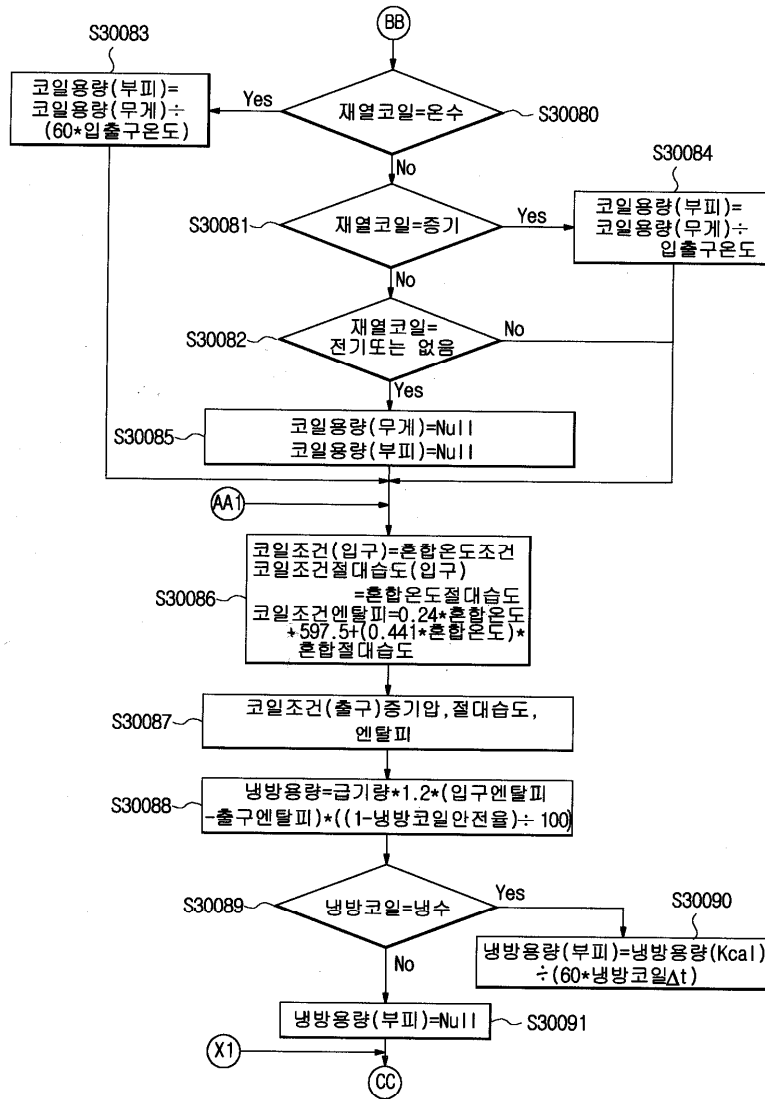 BB
S30083
코일용량(부피)=
코일용량(무게)÷
(60*입출구온도)
Yes
재열코일=온수
S30080
No
S30084
S30081
재열코일=증기
Yes
코일용량(부피)=
코일용량(무게)÷
입출구온도
No
S30082
재열코일=
전기또는 없음
No
Yes
S30085
코일용량(무게)=Null
코일용량(부피)=Null
AA1
S30086
코일조건(입구)=혼합온도조건
코일조건절대습도(입구)
=혼합온도절대습도
코일조건엔탈피=0.24*혼합온도
+597.5+(0.441*혼합온도)*
혼합절대습도
S30087
코일조건(출구)증기압,절대습도,
엔탈피
S30088
냉방용량=급기량*1.2*(입구엔탈피
-출구엔탈피)*((1-냉방코일안전율)÷100)
S30089
냉방코일=냉수
Yes
S30090
냉방용량(부피)=냉방용량(Kcal)
÷(60*냉방코일Δt)
No
냉방용량(부피)=Null
S30091
X1
CC